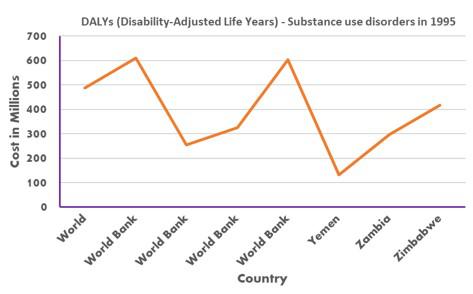 DALYs (Disability-Adjusted Life Years) - Substance use disorders in 1995
Cost in Millions
700
600
500
400
300
200
100
0
World
World Bank
World Bank
World Bank
World Bank
Yemen
Zambia
Zimbabwe
Country